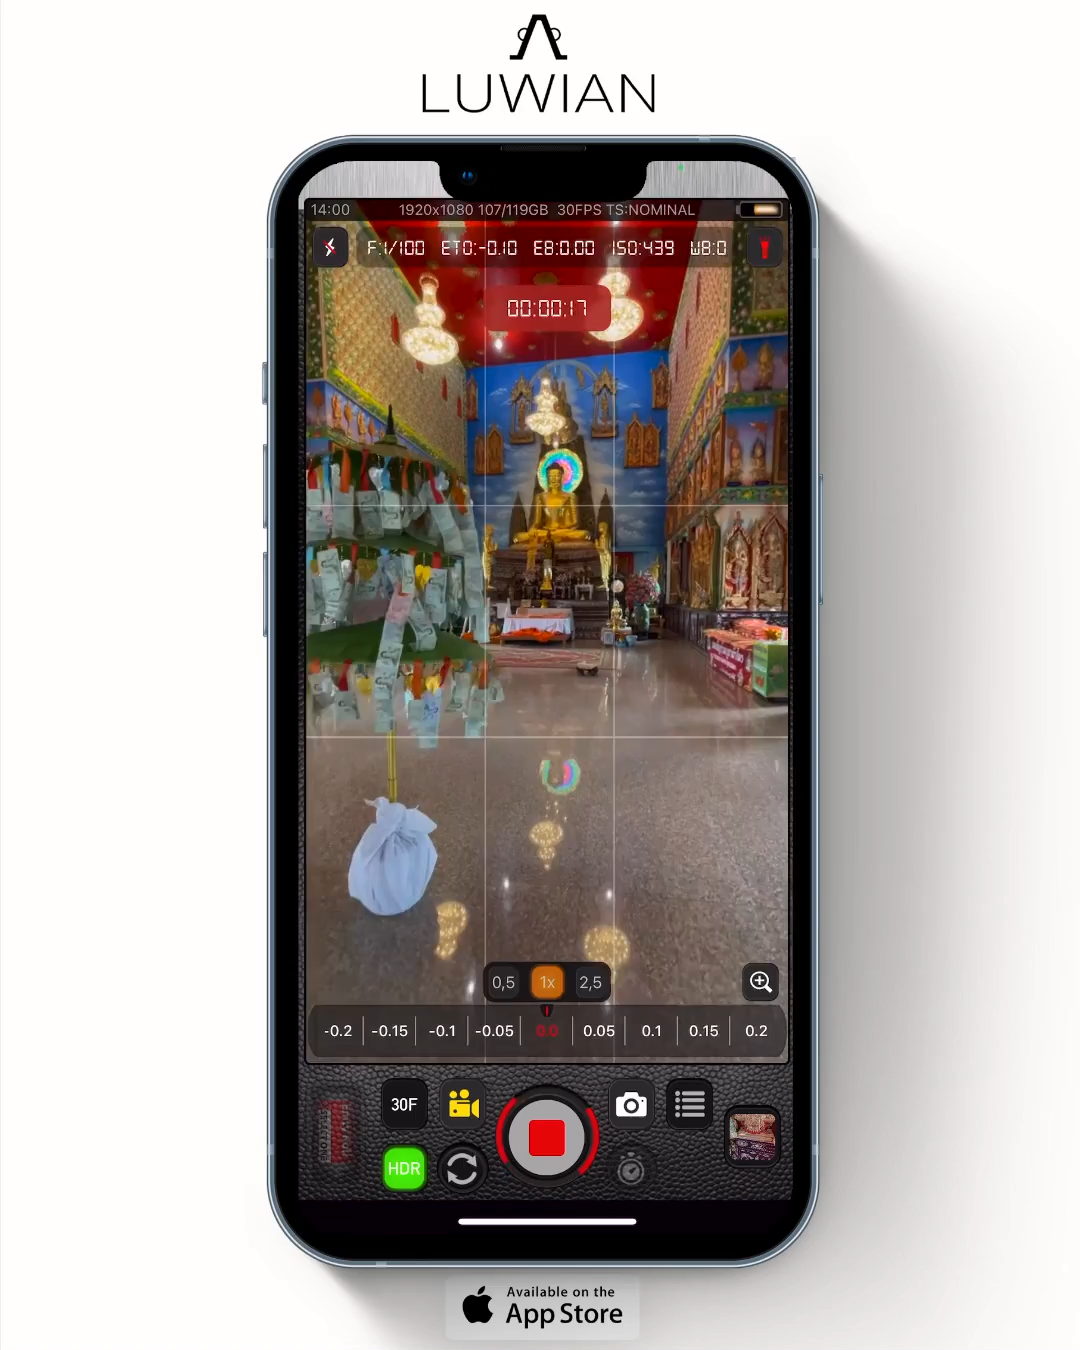 LUWIAN
14:00 1920x1080 107/119GB 30FPS TS:NOMINAL
F:1/100 ETO:-0.10 EB:0.00 ISO:439 WB:0
00:00:17
0,5 1x 2,5
-0.2 -0.15 -0.1 -0.05 0.0 0.05 0.1 0.15 0.2
30F
HDR
Available on the
App Store